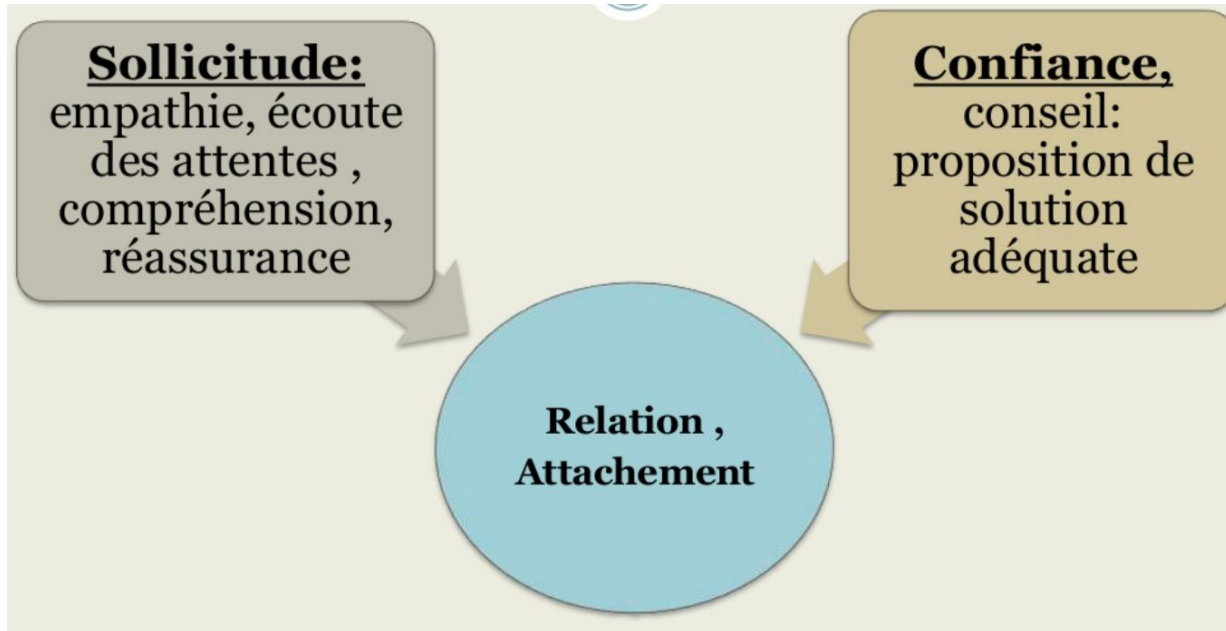 Sollicitude:
empathie, écoute
des attentes ,
compréhension,
réassurance
Confiance,
conseil:
proposition de
solution
adéquate
Relation ,
Attachement